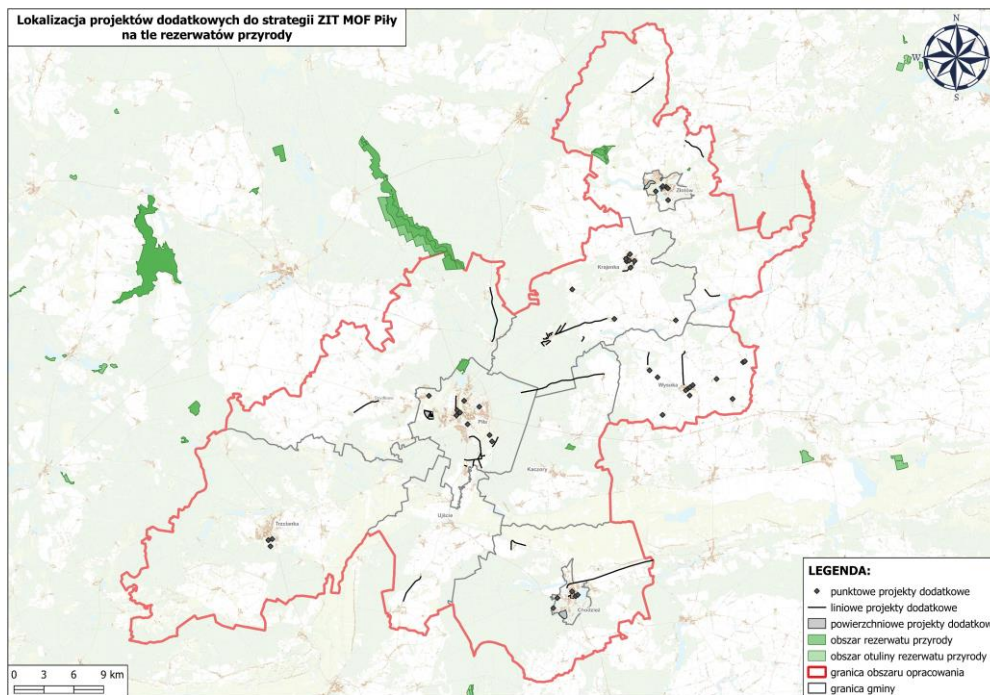 Lokalizacja projektów dodatkowych do strategii ZIT MOF Piły
na tle rezerwatów przyrody
N
W
S
Złotów
Krajenka
Wysoka
Piła
Kaczory
Trzcianka
Ujście
Chodzież
LEGENDA:
punktowe projekty dodatkowe
liniowe projekty dodatkowe
powierzchniowe projekty dodatkow
obszar rezerwatu przyrody
obszar otuliny rezerwatu przyrody
granica obszaru opracowania
granica gminy
0 3 6 9 km